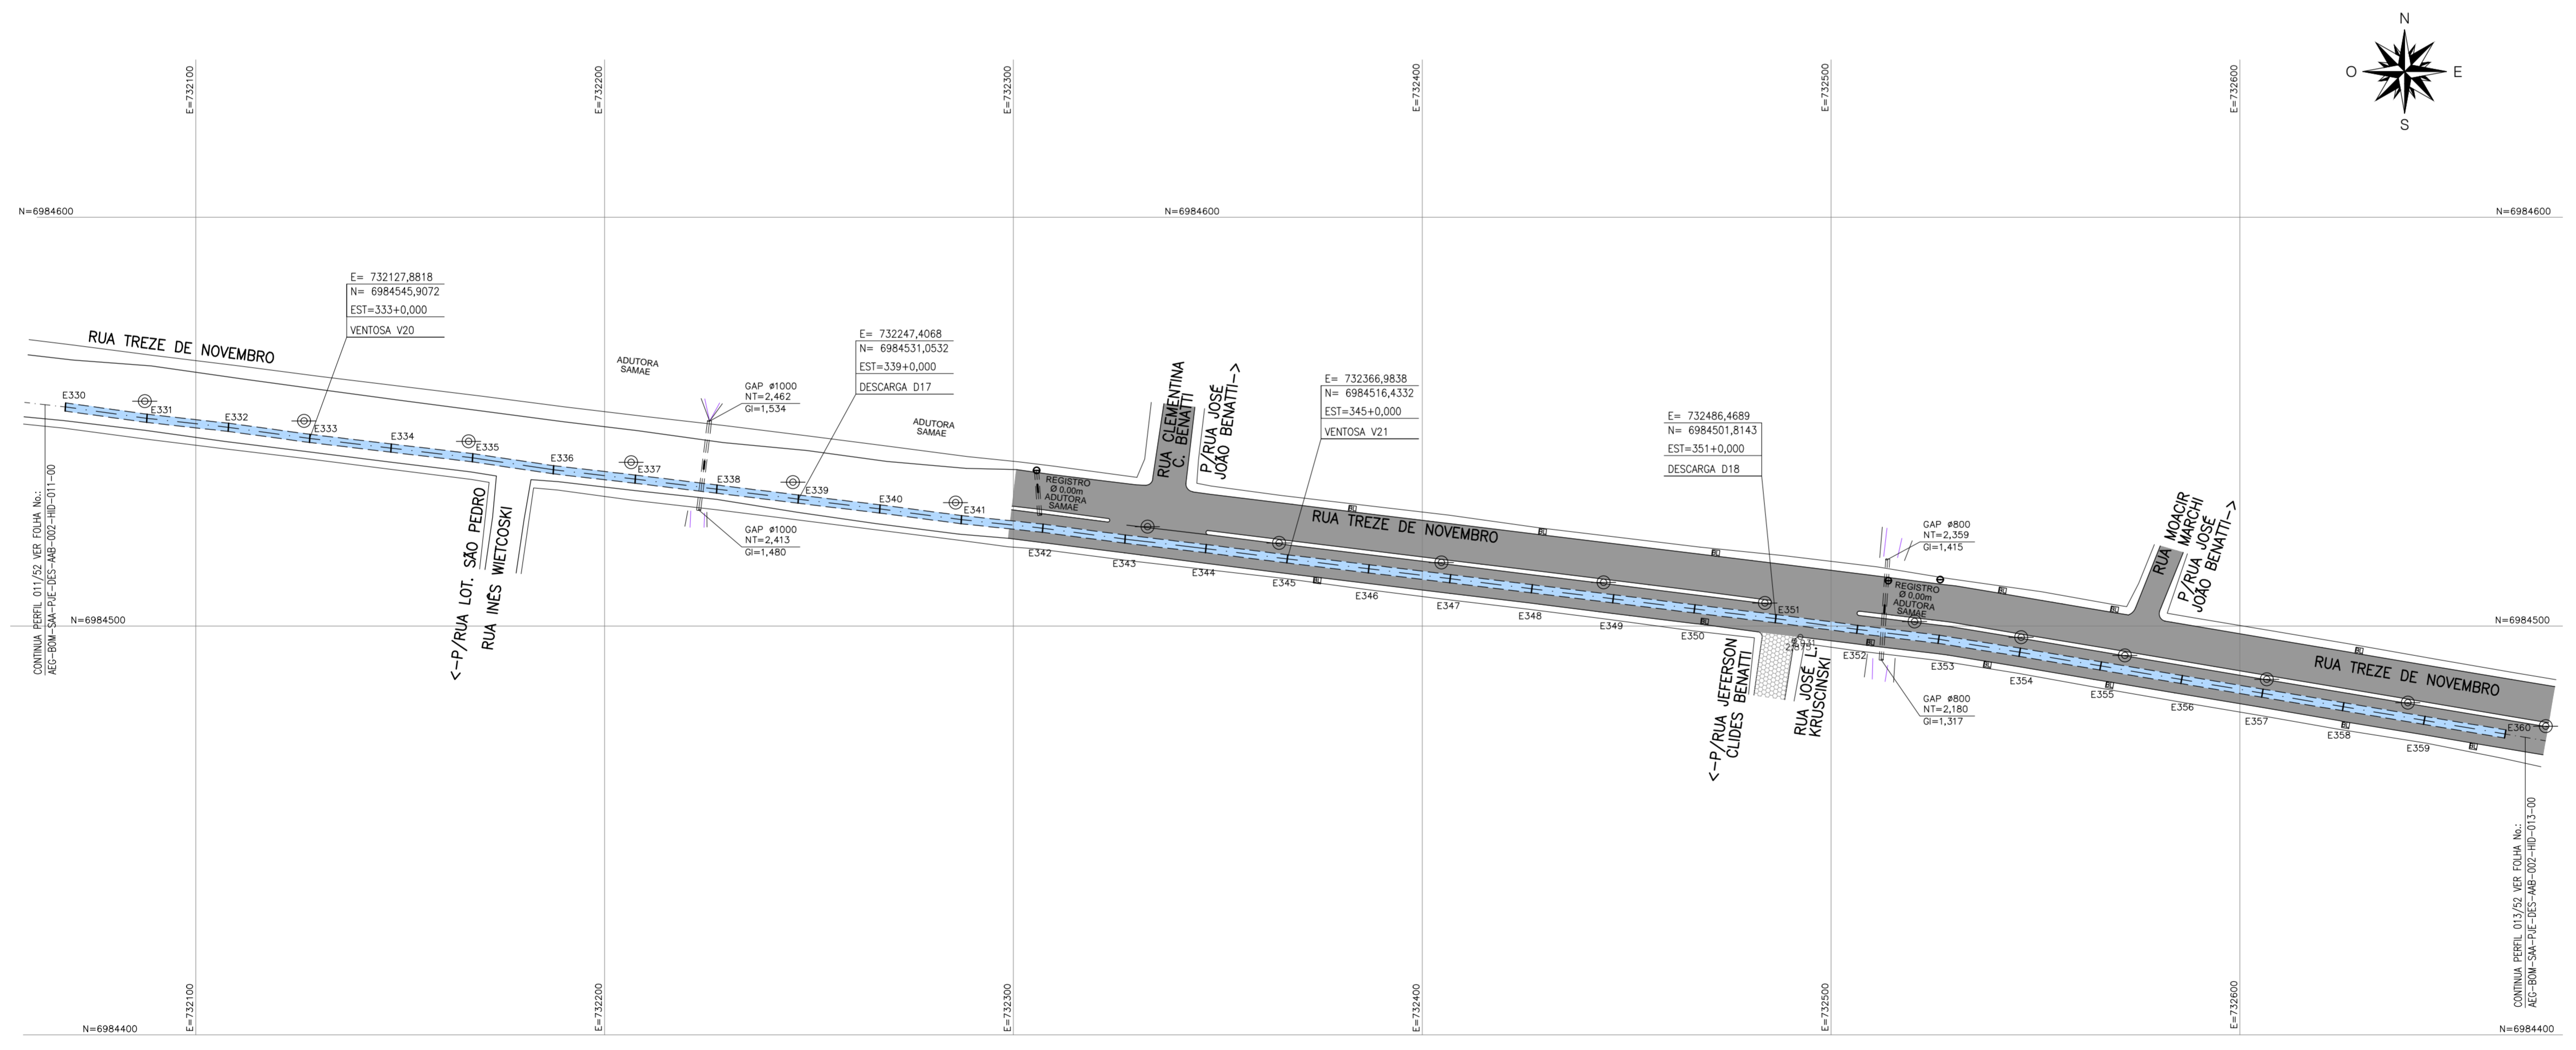 N
O
E
S
E=732100
E=732200
E=732300
E=732400
E=732500
E=732600
N=6984600
N=6984600
N=6984600
E= 732127,8818
N= 6984545,9072
EST=333+0,000
VENTOSA V20
RUA TREZE DE NOVEMBRO
ADUTORA
SAMAE
E= 732247,4068
N= 6984531,0532
EST=339+0,000
DESCARGA D17
GAP ø1000
NT=2,462
GI=1,534
ADUTORA
SAMAE
RUA CLEMENTINA
C. BENATTI
P/RUA JOSÉ
JOÃO BENATTI->
E= 732366,9838
N= 6984516,4332
EST=345+0,000
VENTOSA V21
E= 732486,4689
N= 6984501,8143
EST=351+0,000
DESCARGA D18
E330
E331
E332
E333
E334
E335
E336
E337
E338
E339
E340
E341
E342
E343
E344
E345
E346
E347
E348
E349
E350
E351
E352
E353
E354
E355
E356
E357
E358
E359
E360
REGISTRO
Ø 0.00m
ADUTORA
SAMAE
RUA TREZE DE NOVEMBRO
GAP ø1000
NT=2,413
GI=1,480
GAP ø800
NT=2,359
GI=1,415
REGISTRO
Ø 0.00m
ADUTORA
SAMAE
RUA MOACIR
MARCHI
P/RUA JOSÉ
JOÃO BENATTI->
RUA TREZE DE NOVEMBRO
<-P/RUA LOT. SÃO PEDRO
RUA INÊS WIETCOSKI
<-P/RUA JEFERSON
CLIDES BENATTI
RUA JOSÉ L.
KRUSCINSKI
GAP ø800
NT=2,180
GI=1,317
N=6984500
N=6984500
CONTINUA PERFIL 011/52 VER FOLHA No.:
AEG-BOM-SAA-PJE-DES-AAB-002-HID-011-00
CONTINUA PERFIL 013/52 VER FOLHA No.:
AEG-BOM-SAA-PJE-DES-AAB-002-HID-013-00
E=732100
E=732200
E=732300
E=732400
E=732500
E=732600
N=6984400
N=6984400